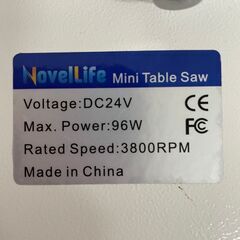 NovelLife Mini Table Saw
Voltage:DC24V
Max. Power:96W
Rated Speed:3800RPM
Made in China
CE
FC